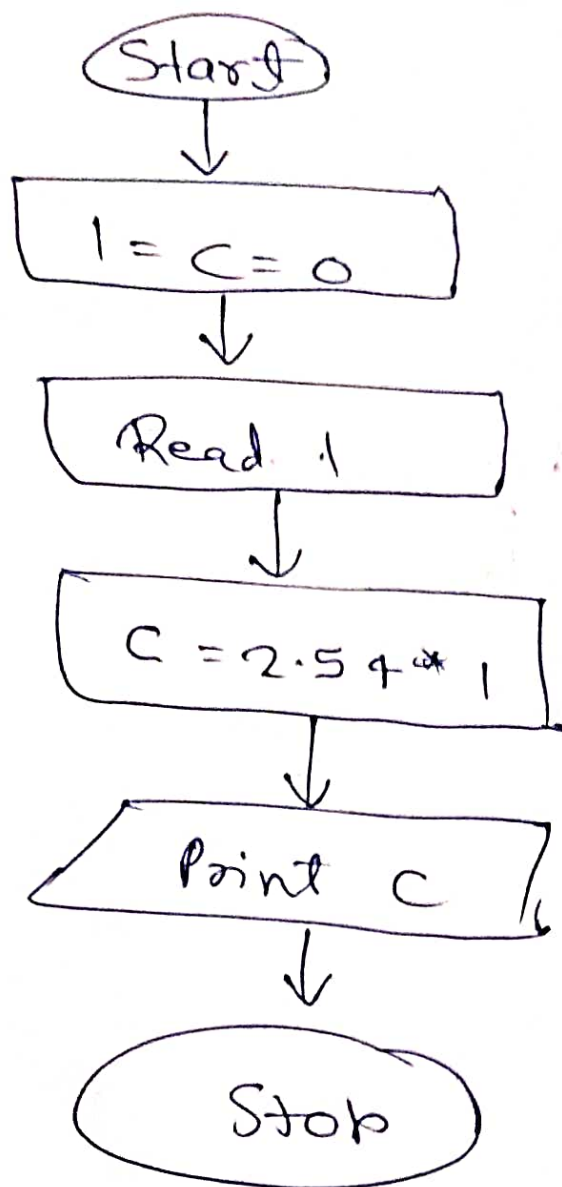 Start
I = C = 0
Read I
C = 2.54 * I
Print C
Stop